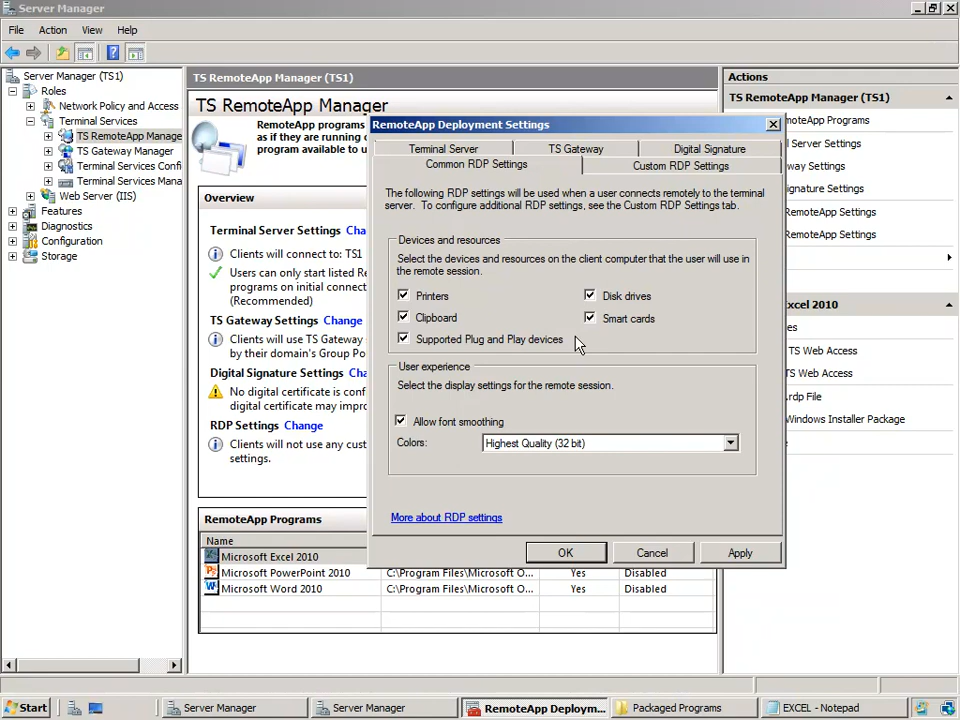 Server Manager
File Action View Help
Server Manager (TS1)
Roles
Network Policy and Access
Terminal Services
TS RemoteApp Manage
TS Gateway Manager
Terminal Services Confi
Terminal Services Mana
Web Server (IIS)
Features
Diagnostics
Configuration
Storage
TS RemoteApp Manager (TS1)
TS RemoteApp Manager
RemoteApp programs
as if they are running o
program available to u
Overview
Terminal Server Settings Cha
Clients will connect to: TS1
Users can only start listed Re
programs on initial connect
(Recommended)
TS Gateway Settings Change
Clients will use TS Gateway
by their domain's Group Po
Digital Signature Settings Cha
No digital certificate is conf
digital certificate may impro
RDP Settings Change
Clients will not use any cust
settings.
RemoteApp Programs
Name
Microsoft Excel 2010
Microsoft PowerPoint 2010 C:\Program Files\Microsoft O... Yes Disabled
Microsoft Word 2010 C:\Program Files\Microsoft O... Yes Disabled
RemoteApp Deployment Settings
Terminal Server TS Gateway Digital Signature
Common RDP Settings Custom RDP Settings
The following RDP settings will be used when a user connects remotely to the terminal
server. To configure additional RDP settings, see the Custom RDP Settings tab.
Devices and resources
Select the devices and resources on the client computer that the user will use in
the remote session.
Printers Disk drives
Clipboard Smart cards
Supported Plug and Play devices
User experience
Select the display settings for the remote session.
Allow font smoothing
Colors: Highest Quality (32 bit)
More about RDP settings
OK Cancel Apply
Actions
TS RemoteApp Manager (TS1)
moteApp Programs
l Server Settings
way Settings
ignature Settings
RemoteApp Settings
RemoteApp Settings
xcel 2010
es
TS Web Access
TS Web Access
.rdp File
Windows Installer Package
Start Server Manager Server Manager RemoteApp Deploym... Packaged Programs EXCEL - Notepad